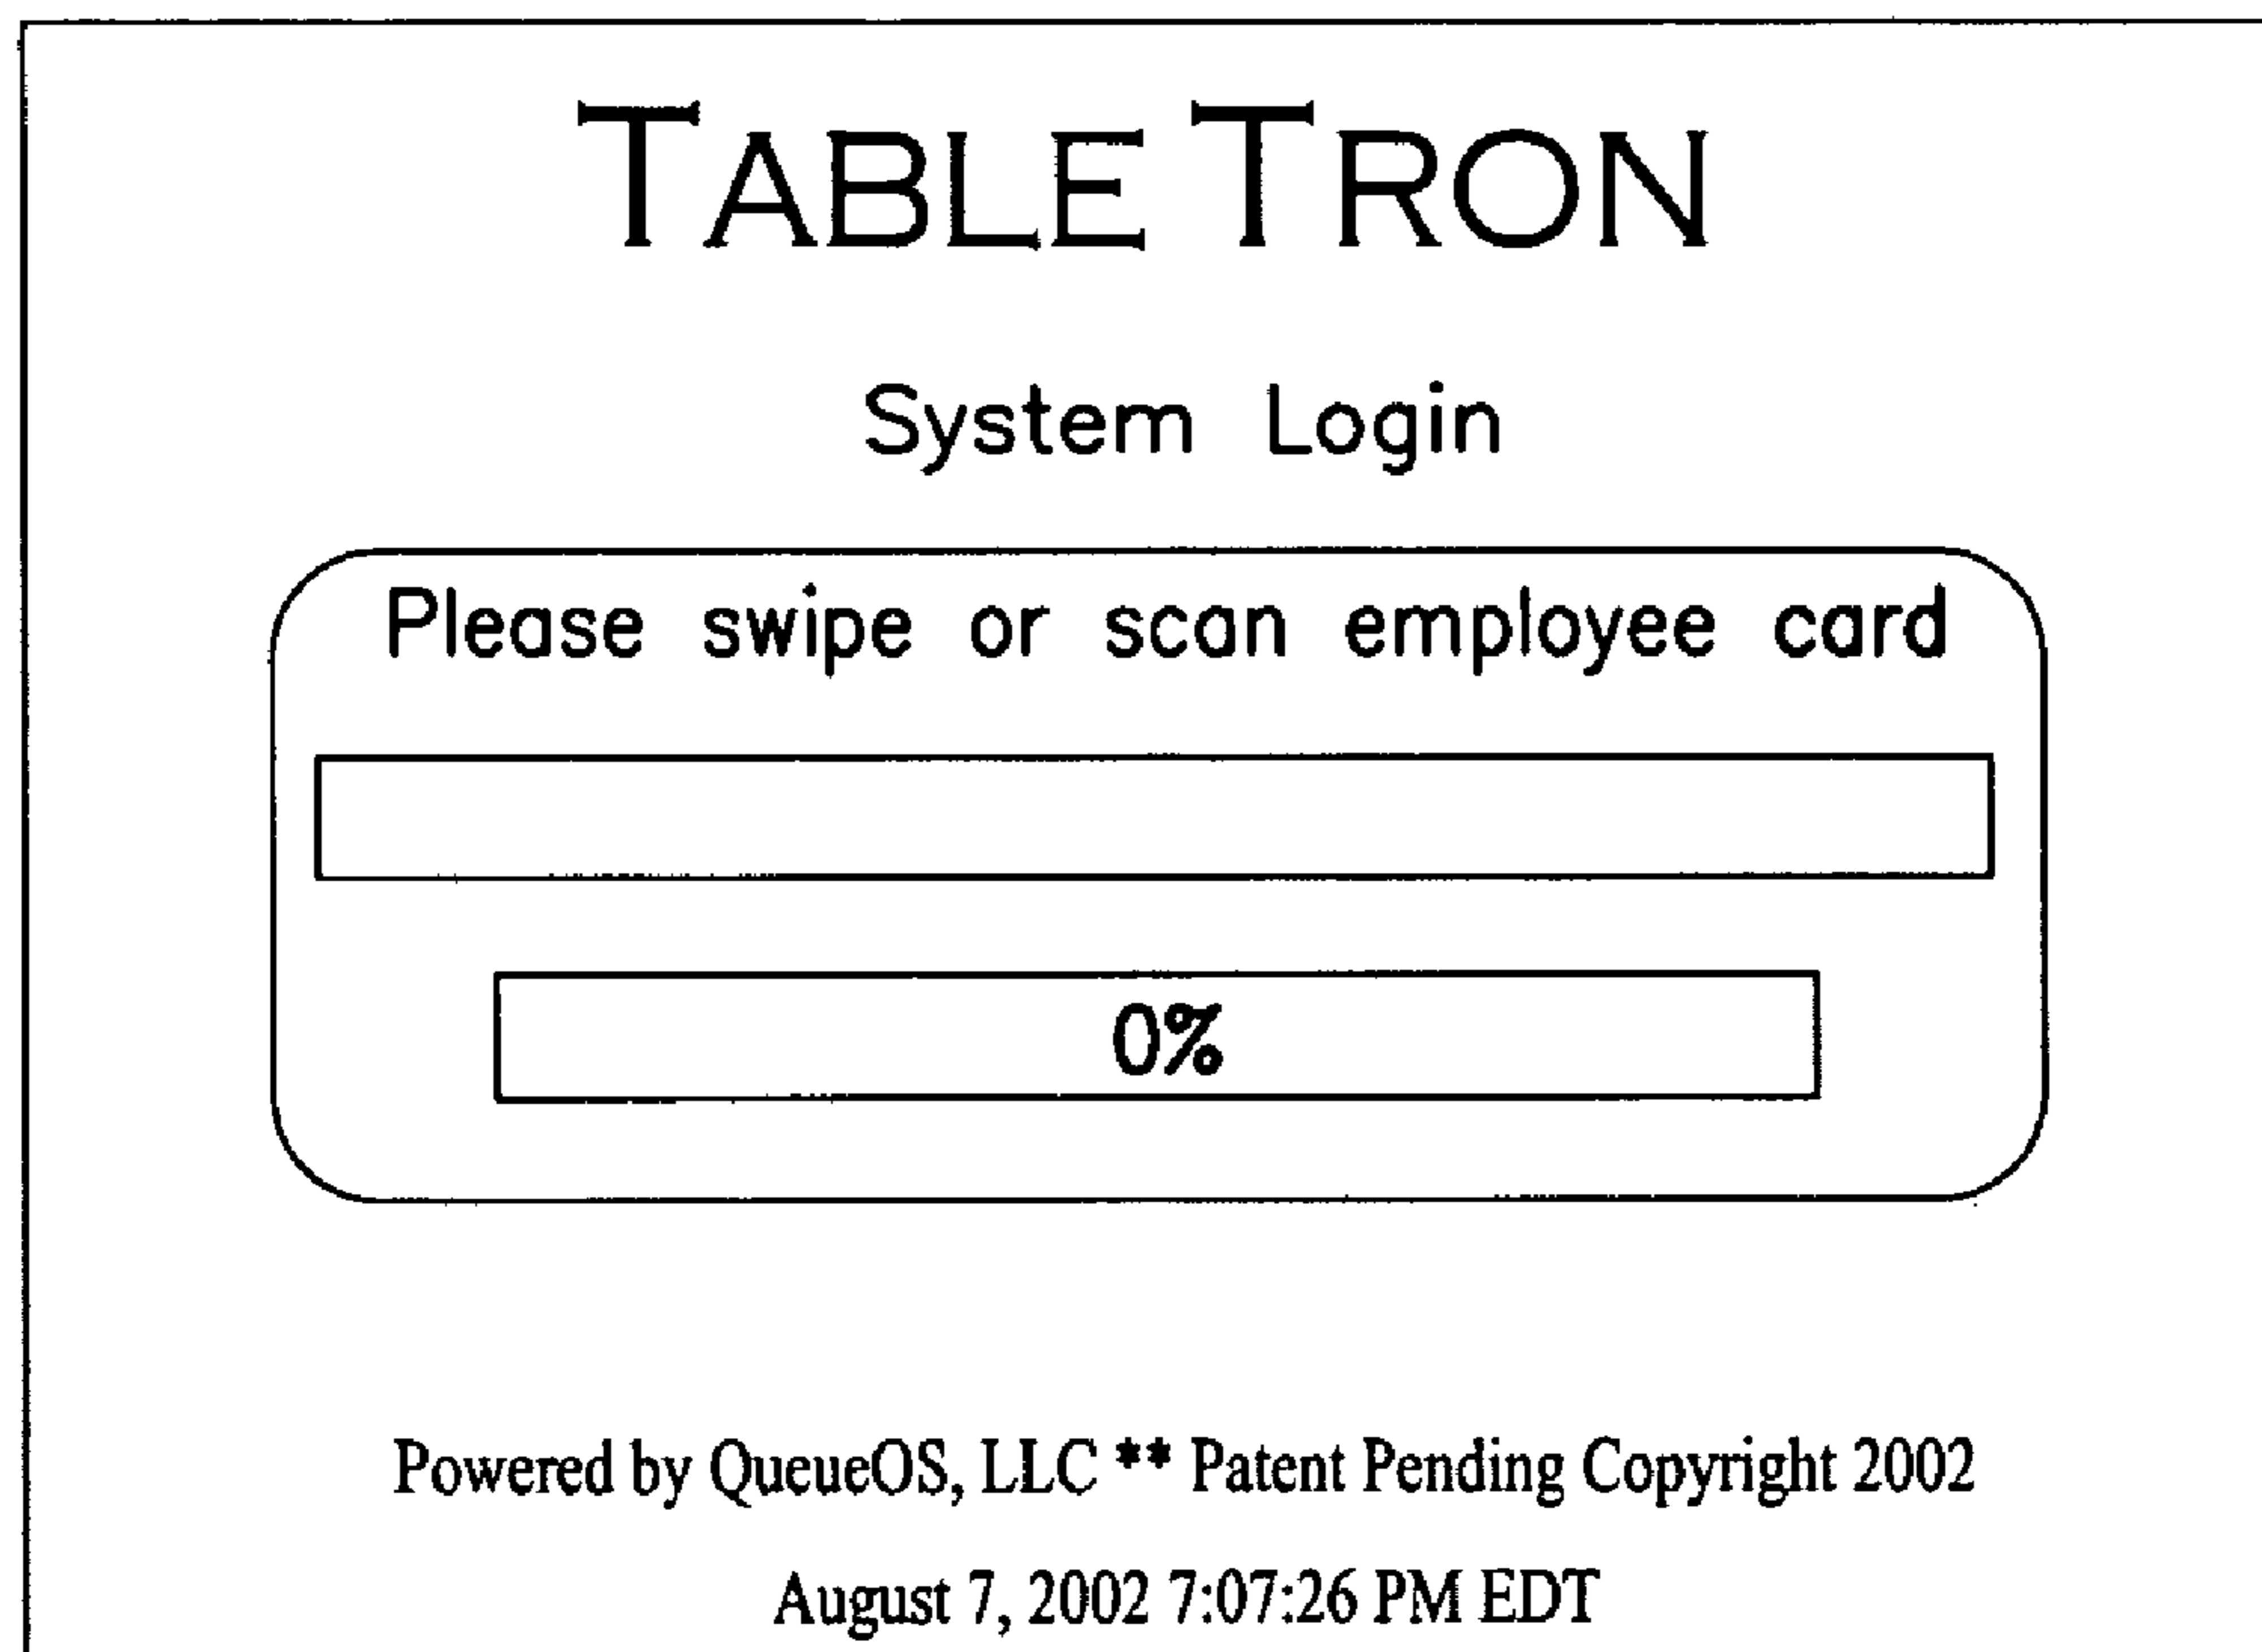 TABLE TRON
System Login
Please swipe or scan employee card
0%
Powered by QueueOS, LLC ** Patent Pending Copyright 2002
August 7, 2002 7:07:26 PM EDT